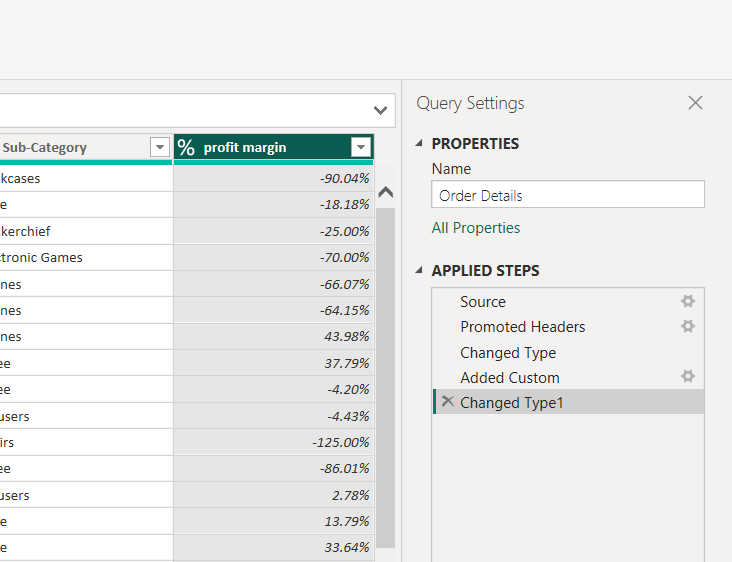 Query Settings
Sub-Category % profit margin
kcases -90.04%
e -18.18%
kerchief -25.00%
ctronic Games -70.00%
nes -66.07%
nes -64.15%
nes 43.98%
ee 37.79%
ee -4.20%
users -4.43%
irs -125.00%
ee -86.01%
users 2.78%
e 13.79%
e 33.64%
PROPERTIES
Name
Order Details
All Properties
APPLIED STEPS
Source
Promoted Headers
Changed Type
Added Custom
Changed Type1